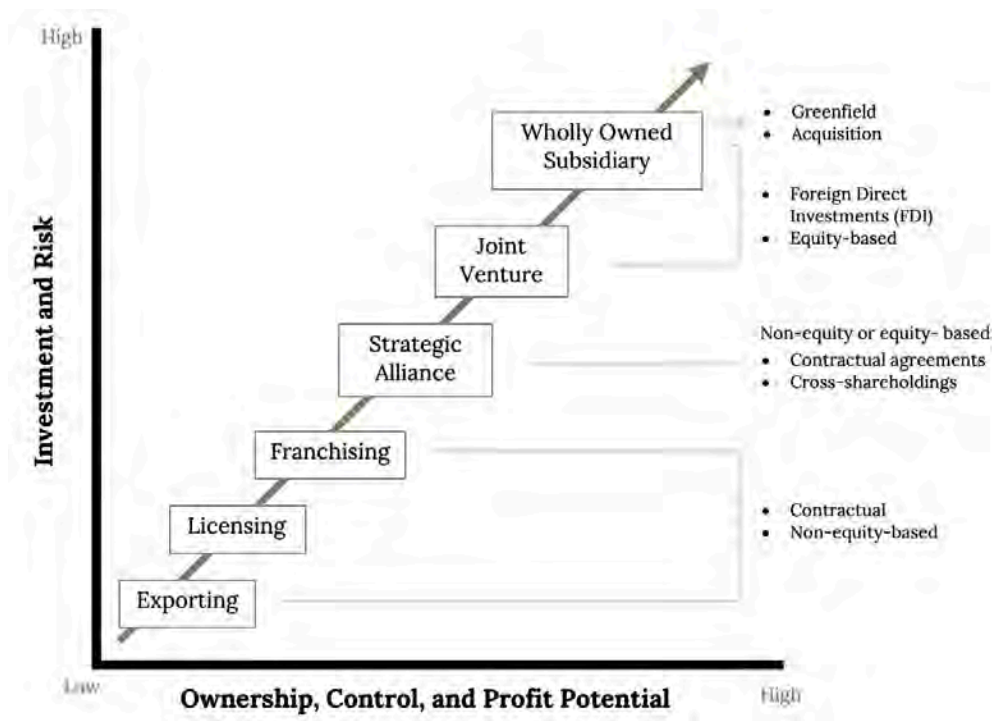 High
Investment and Risk
Wholly Owned
Subsidiary
Joint
Venture
Strategic
Alliance
Franchising
Licensing
Exporting
• Greenfield
• Acquisition
• Foreign Direct
Investments (FDI)
• Equity-based
Non-equity or equity- based:
• Contractual agreements
• Cross-shareholdings
• Contractual
• Non-equity-based
Low
Ownership, Control, and Profit Potential
High